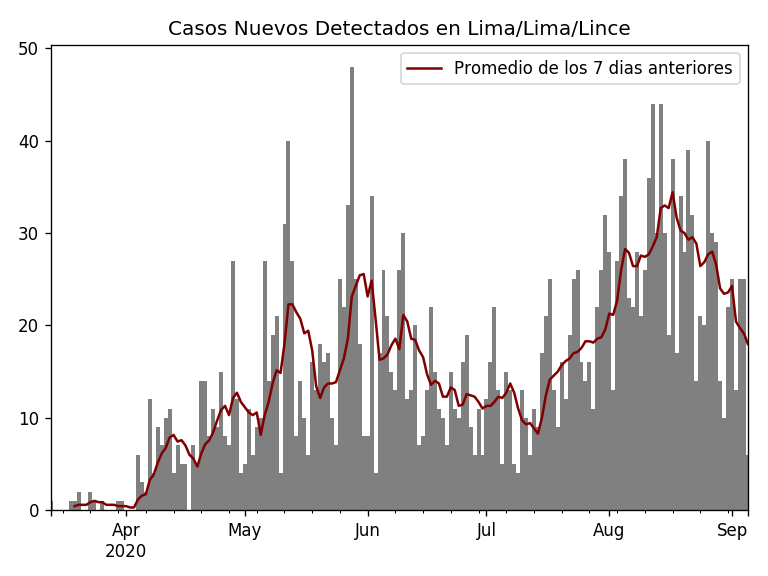 Casos Nuevos Detectados en Lima/Lima/Lince
Promedio de los 7 dias anteriores
50
40
30
20
10
0
Apr
2020
May
Jun
Jul
Aug
Sep